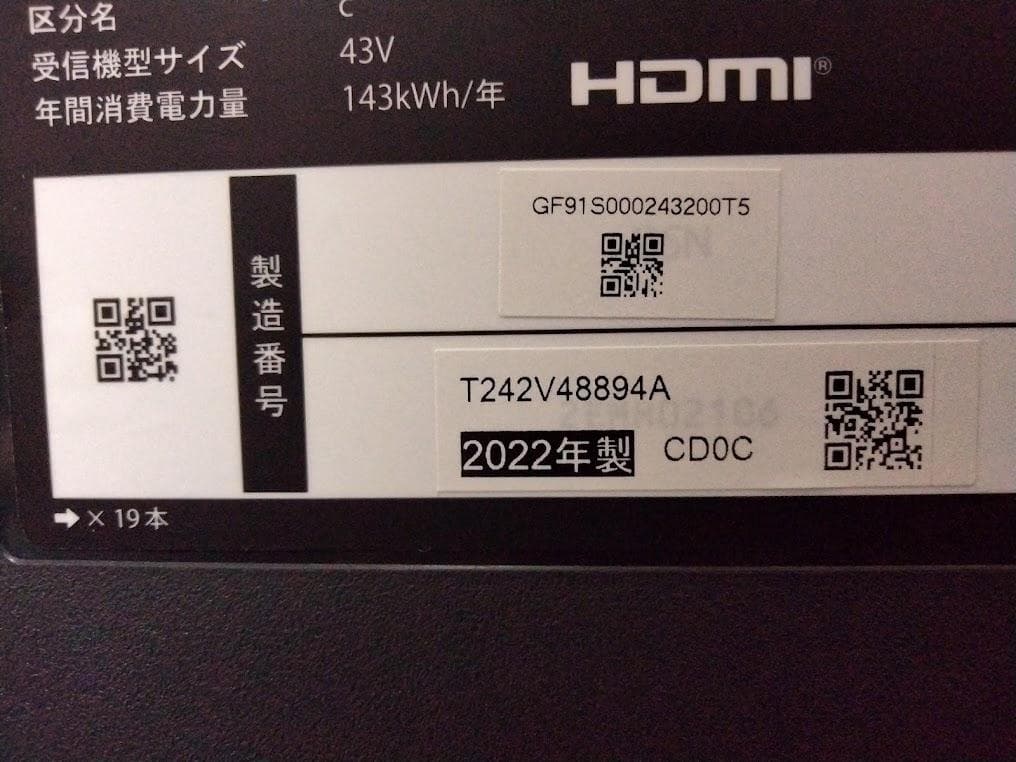 区分名 C
受信機型サイズ 43V
年間消費電力量 143kWh/年
HDMI®
GF91S000243200T5
製造番号
T242V48894A
2022年製 CD0C
➡× 19本